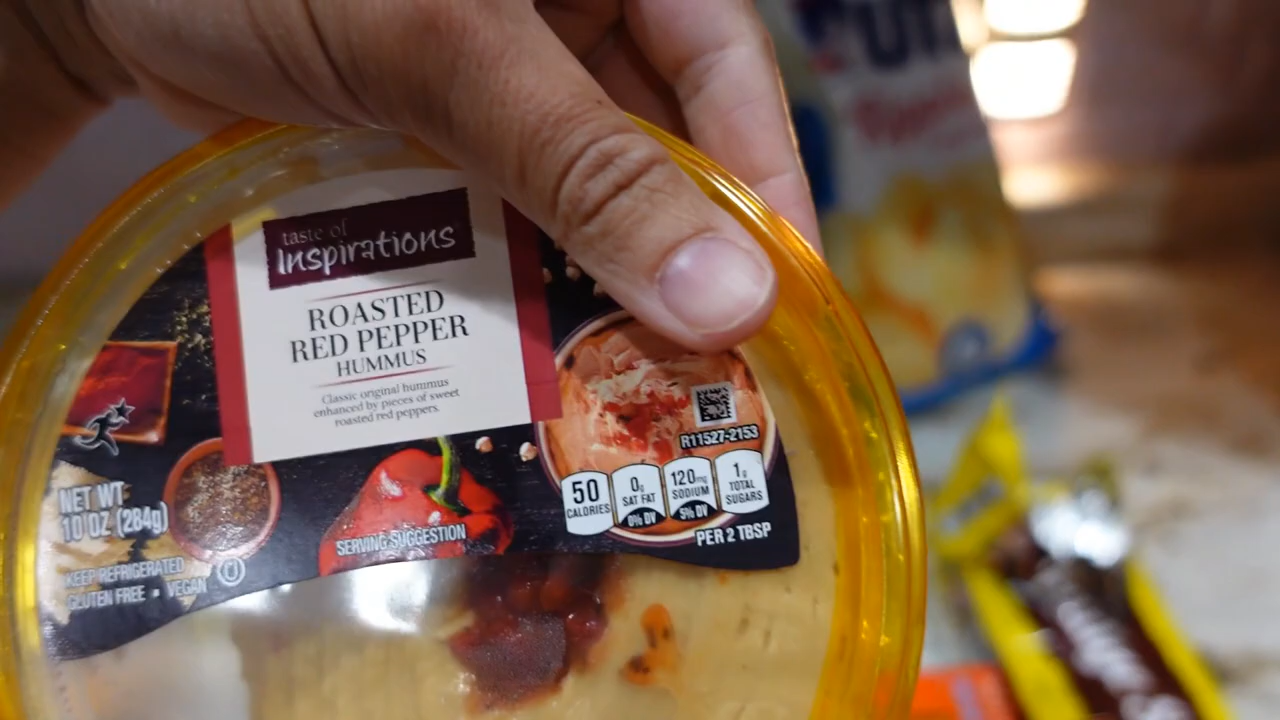 taste of
Inspirations
ROASTED
RED PEPPER
HUMMUS
Classic original hummus
enhanced by pieces of sweet
roasted red peppers.
R11527-2153
50
CALORIES
0g
SAT FAT
0% DV
120mg
SODIUM
5% DV
1g
TOTAL
SUGARS
PER 2 TBSP
SERVING SUGGESTION
NET WT
10 OZ (284g)
KEEP REFRIGERATED
GLUTEN FREE • VEGAN